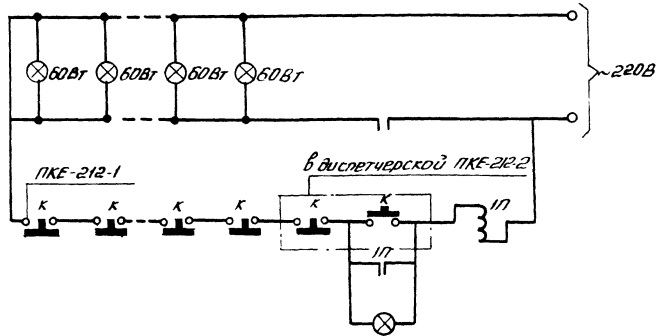 60Вт 60Вт 60Вт 60Вт
~220В
ПКЕ-212-1
в диспетчерской ПКЕ-212-2
К К К К К К
1П
1П